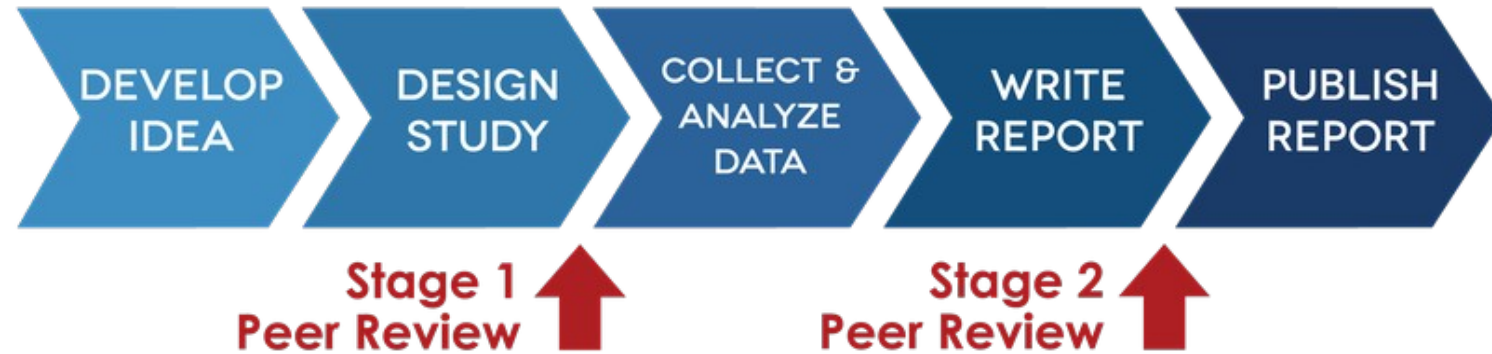 DEVELOP
IDEA
DESIGN
STUDY
COLLECT &
ANALYZE
DATA
WRITE
REPORT
PUBLISH
REPORT
Stage 1
Peer Review
Stage 2
Peer Review